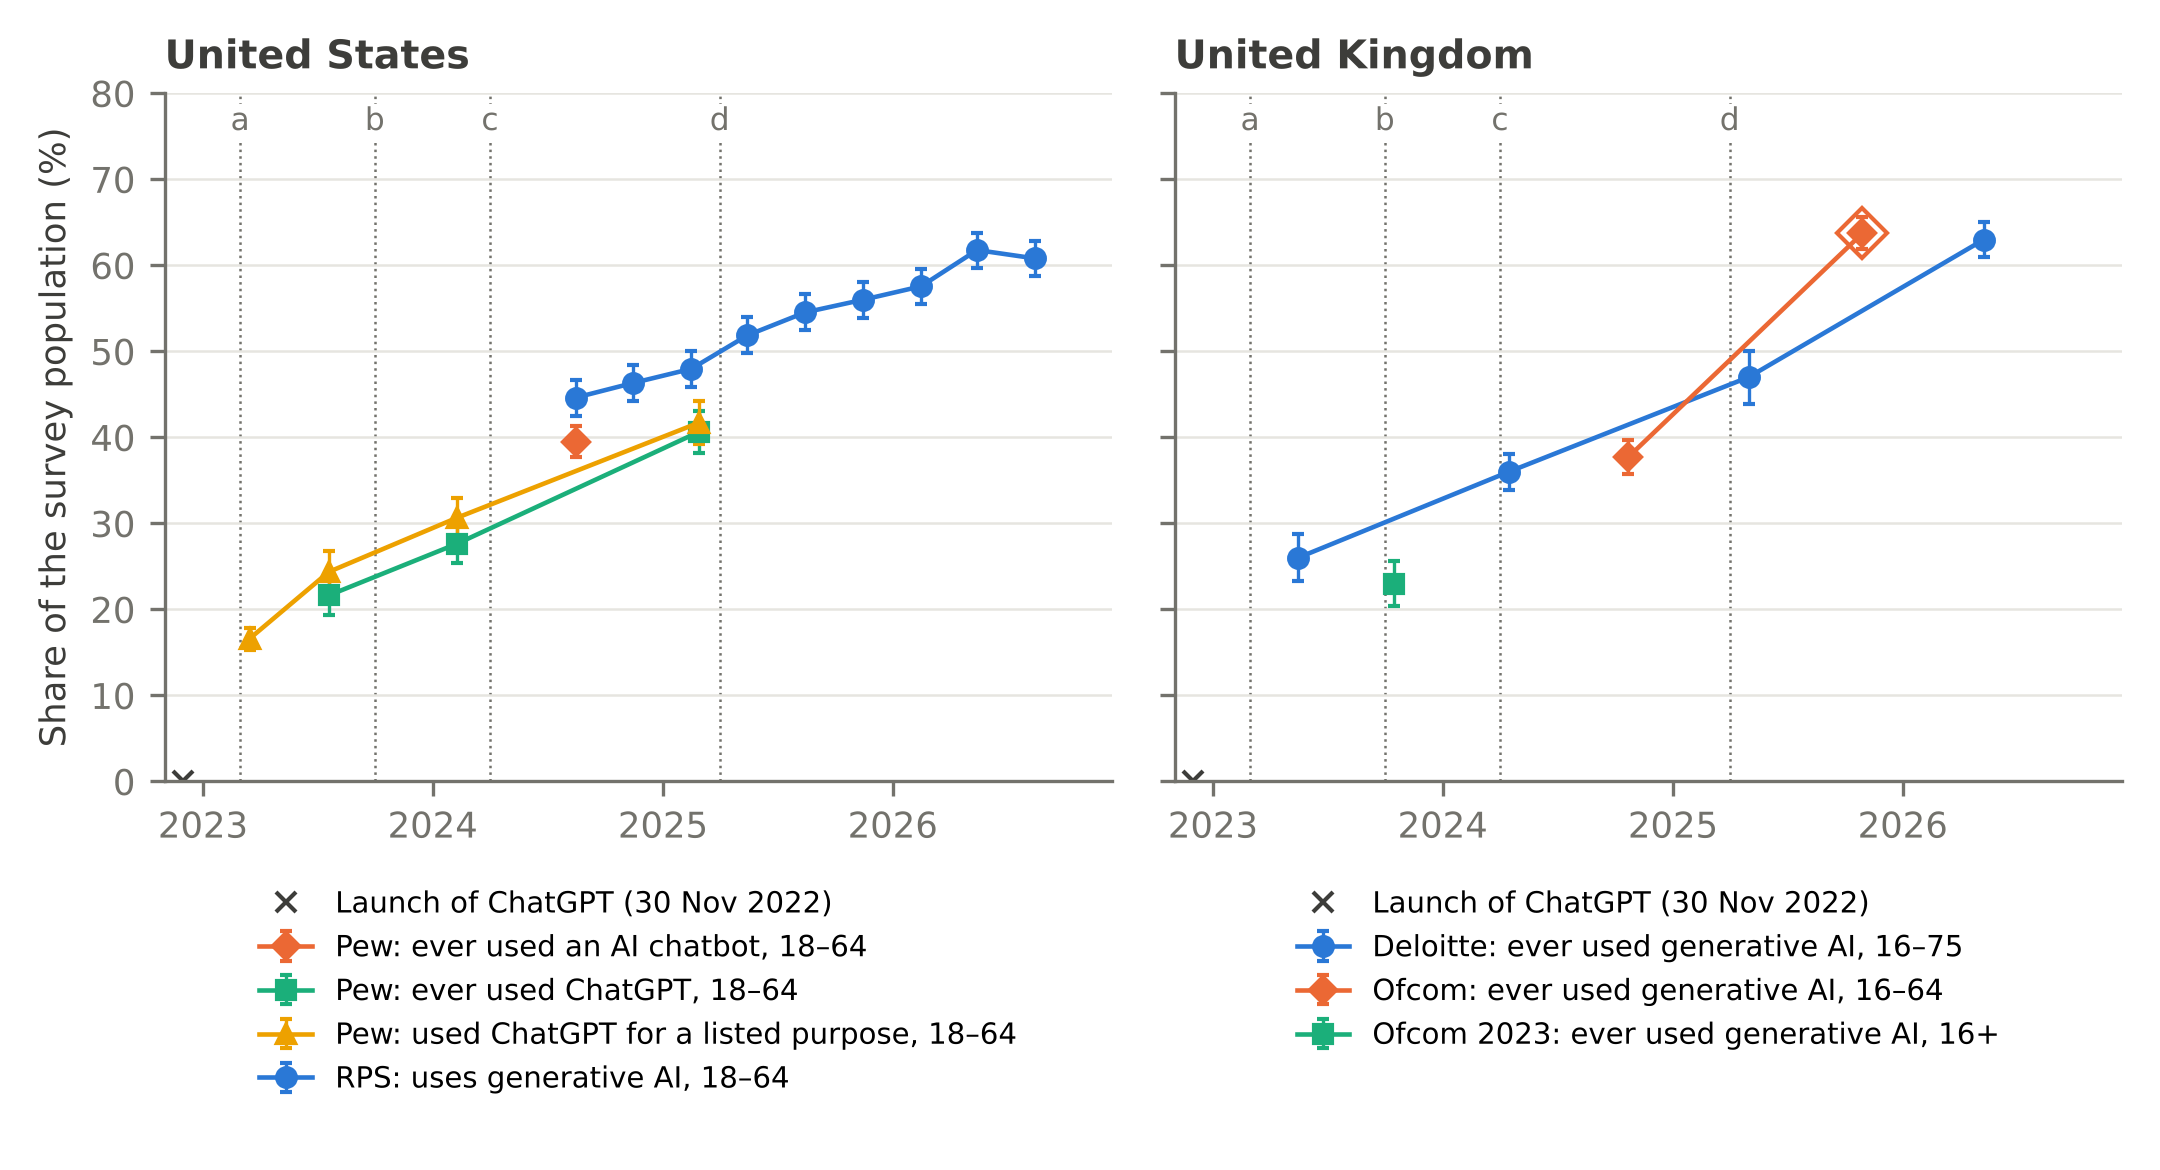 United States
United Kingdom
Share of the survey population (%)
80
70
60
50
40
30
20
10
0
a
b
c
d
a
b
c
d
2023
2024
2025
2026
2023
2024
2025
2026
Launch of ChatGPT (30 Nov 2022)
Pew: ever used an AI chatbot, 18–64
Pew: ever used ChatGPT, 18–64
Pew: used ChatGPT for a listed purpose, 18–64
RPS: uses generative AI, 18–64
Launch of ChatGPT (30 Nov 2022)
Deloitte: ever used generative AI, 16–75
Ofcom: ever used generative AI, 16–64
Ofcom 2023: ever used generative AI, 16+